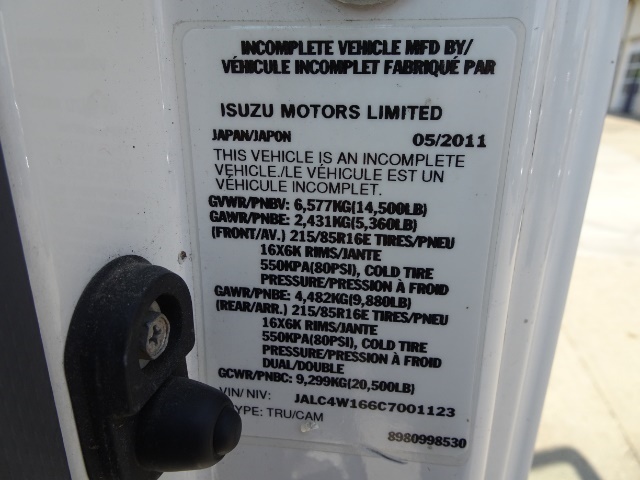 INCOMPLETE VEHICLE MFD BY/
VÉHICULE INCOMPLET FABRIQUÉ PAR
ISUZU MOTORS LIMITED
JAPAN/JAPON 05/2011
THIS VEHICLE IS AN INCOMPLETE
VEHICLE./LE VÉHICULE EST UN
VÉHICULE INCOMPLET.
GVWR/PNBV: 6,577KG(14,500LB)
GAWR/PNBE: 2,431KG(5,360LB)
(FRONT/AV.) 215/85R16E TIRES/PNEU
16X6K RIMS/JANTE
550KPA(80PSI), COLD TIRE
PRESSURE/PRESSION À FROID
GAWR/PNBE: 4,482KG(9,880LB)
(REAR/ARR.) 215/85R16E TIRES/PNEU
16X6K RIMS/JANTE
550KPA(80PSI), COLD TIRE
PRESSURE/PRESSION À FROID
DUAL/DOUBLE
GCWR/PNBC: 9,299KG(20,500LB)
VIN/ NIV: JALC4W166C7001123
TYPE: TRU/CAM
8980998530